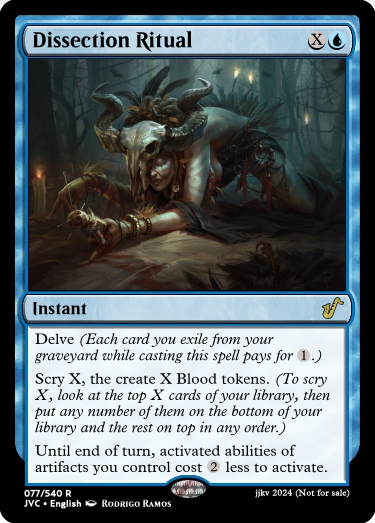 Dissection Ritual X
Instant
Delve (Each card you exile from your
graveyard while casting this spell pays for 1.)
Scry X, the create X Blood tokens. (To scry
X, look at the top X cards of your library, then
put any number of them on the bottom of your
library and the rest on top in any order.)
Until end of turn, activated abilities of
artifacts you control cost 2 less to activate.
077/540 R
jjkv 2024 (Not for sale)
JVC • English Rodrigo Ramos